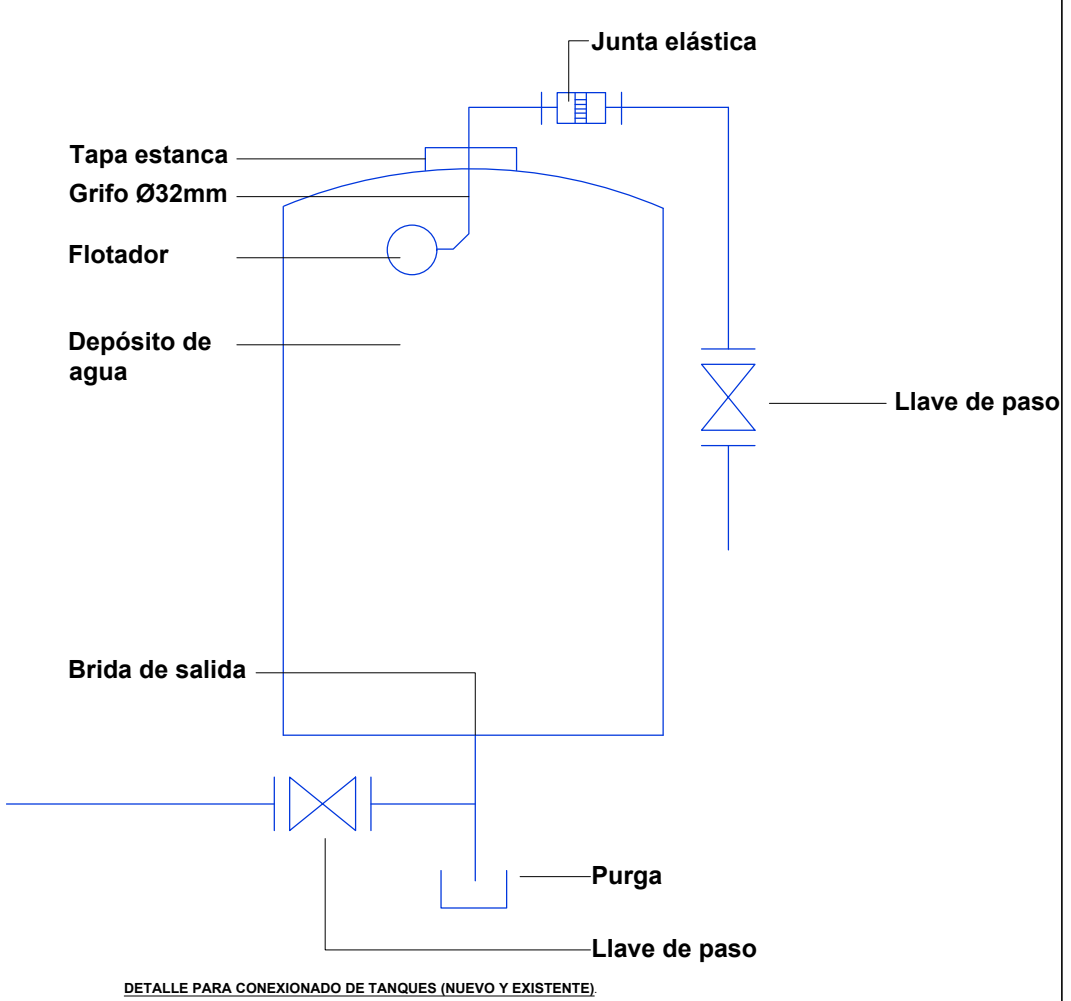 Junta elástica
Tapa estanca
Grifo Ø32mm
Flotador
Depósito de
agua
Llave de paso
Brida de salida
Purga
Llave de paso
DETALLE PARA CONEXIONADO DE TANQUES (NUEVO Y EXISTENTE).